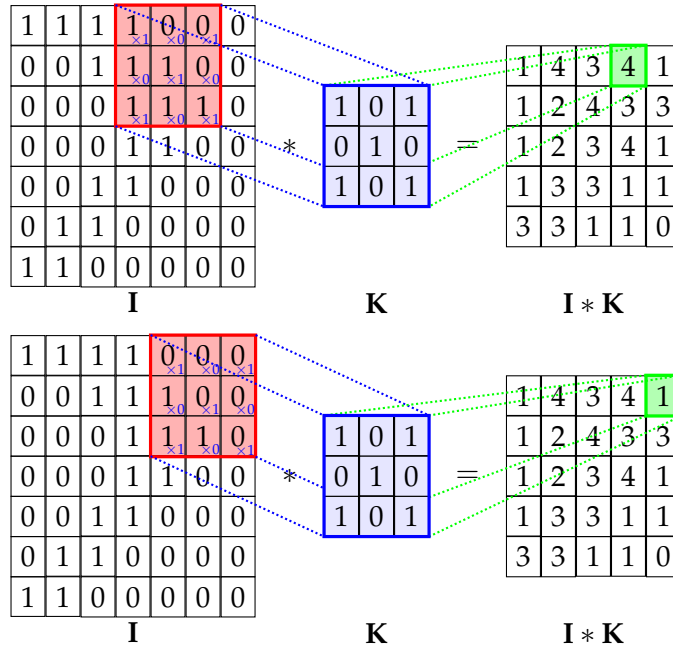 1 1 1 1 0 0 0
×1 ×0 ×1
0 0 1 1 1 0 0 1 4 3 4 1
×0 ×1 ×0
0 0 0 1 1 1 0 1 0 1 1 2 4 3 3
×1 ×0 ×1
0 0 0 1 1 0 0 * 0 1 0 = 1 2 3 4 1
0 0 1 1 0 0 0 1 0 1 1 3 3 1 1
0 1 1 0 0 0 0 3 3 1 1 0
1 1 0 0 0 0 0
I K I * K
1 1 1 1 0 0 0
×1 ×0 ×1
0 0 1 1 1 0 0 1 4 3 4 1
×0 ×1 ×0
0 0 0 1 1 1 0 1 0 1 1 2 4 3 3
×1 ×0 ×1
0 0 0 1 1 0 0 * 0 1 0 = 1 2 3 4 1
0 0 1 1 0 0 0 1 0 1 1 3 3 1 1
0 1 1 0 0 0 0 3 3 1 1 0
1 1 0 0 0 0 0
I K I * K